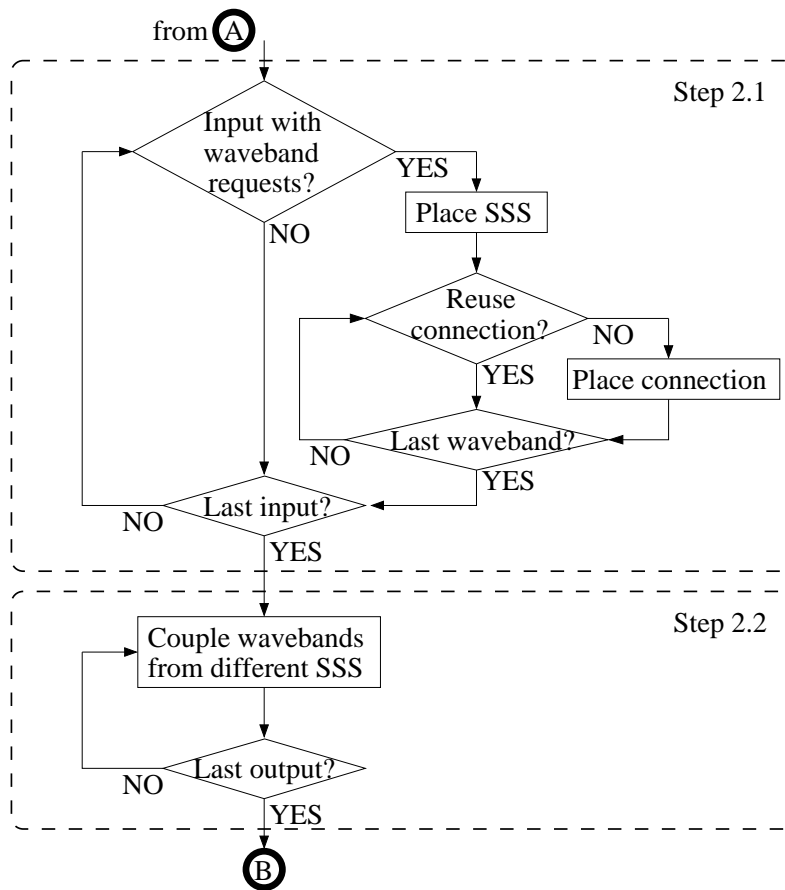 from A
Step 2.1
Input with
waveband
requests?
YES
NO
Place SSS
Reuse
connection?
NO
YES
Place connection
Last waveband?
NO
YES
Last input?
NO
YES
Step 2.2
Couple wavebands
from different SSS
Last output?
NO
YES
B